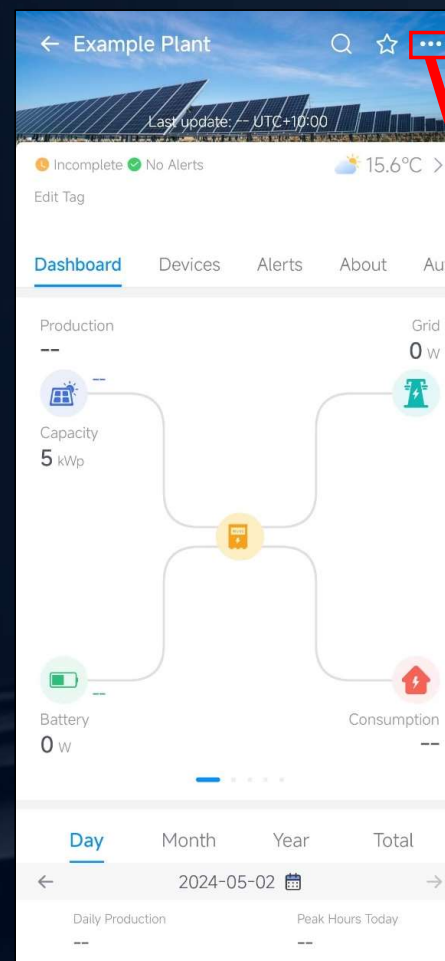 Example Plant
Last update: -- UTC+10:00
Incomplete No Alerts 15.6°C
Edit Tag
Dashboard Devices Alerts About Au
Production Grid
-- 0 W
--
Capacity
5 kWp
--
Battery Consumption
0 W --
Day Month Year Total
2024-05-02
Daily Production Peak Hours Today
-- --